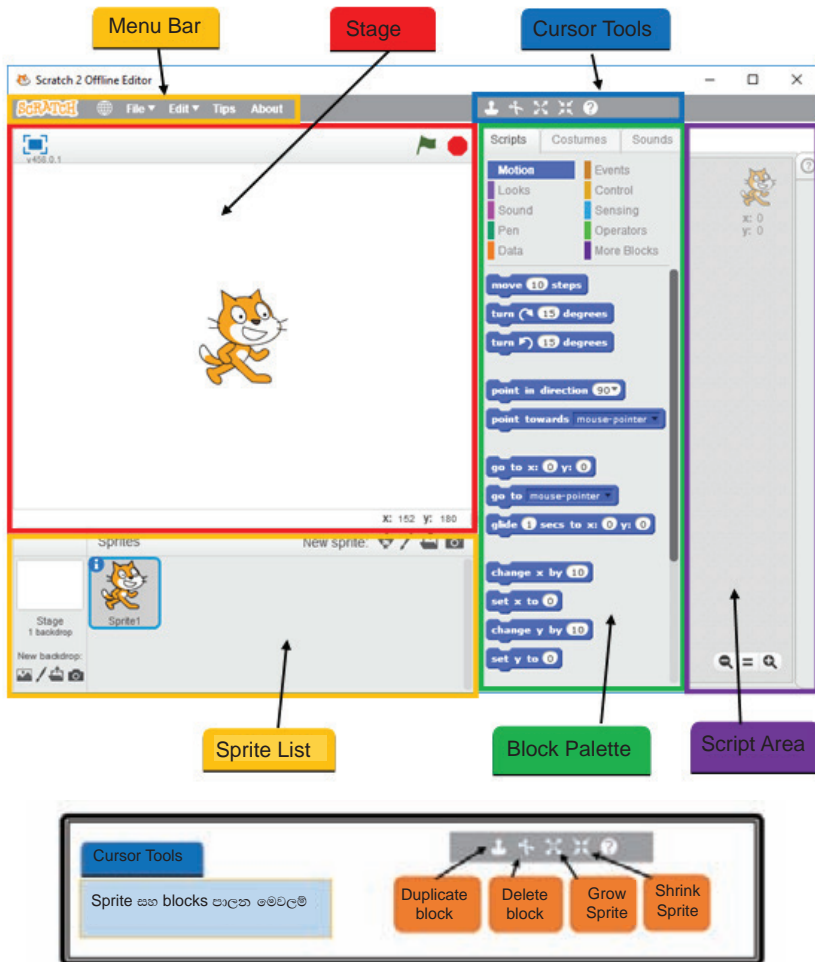 Menu Bar
Stage
Cursor Tools
Scratch 2 Offline Editor
SCRATCH File Edit Tips About
v458.0.1
Scripts Costumes Sounds
Motion Events
Looks Control
Sound Sensing
Pen Operators
Data More Blocks
x: 0
y: 0
move 10 steps
turn 15 degrees
turn 15 degrees
point in direction 90
point towards mouse-pointer
go to x: 0 y: 0
go to mouse-pointer
glide 1 secs to x: 0 y: 0
change x by 10
set x to 0
change y by 10
set y to 0
x: 152 y: 180
Sprites New sprite:
Stage
1 backdrop
Sprite1
New backdrop:
Sprite List
Block Palette
Script Area
Cursor Tools
Sprite සහ blocks පාලන මෙවලම්
Duplicate
block
Delete
block
Grow
Sprite
Shrink
Sprite